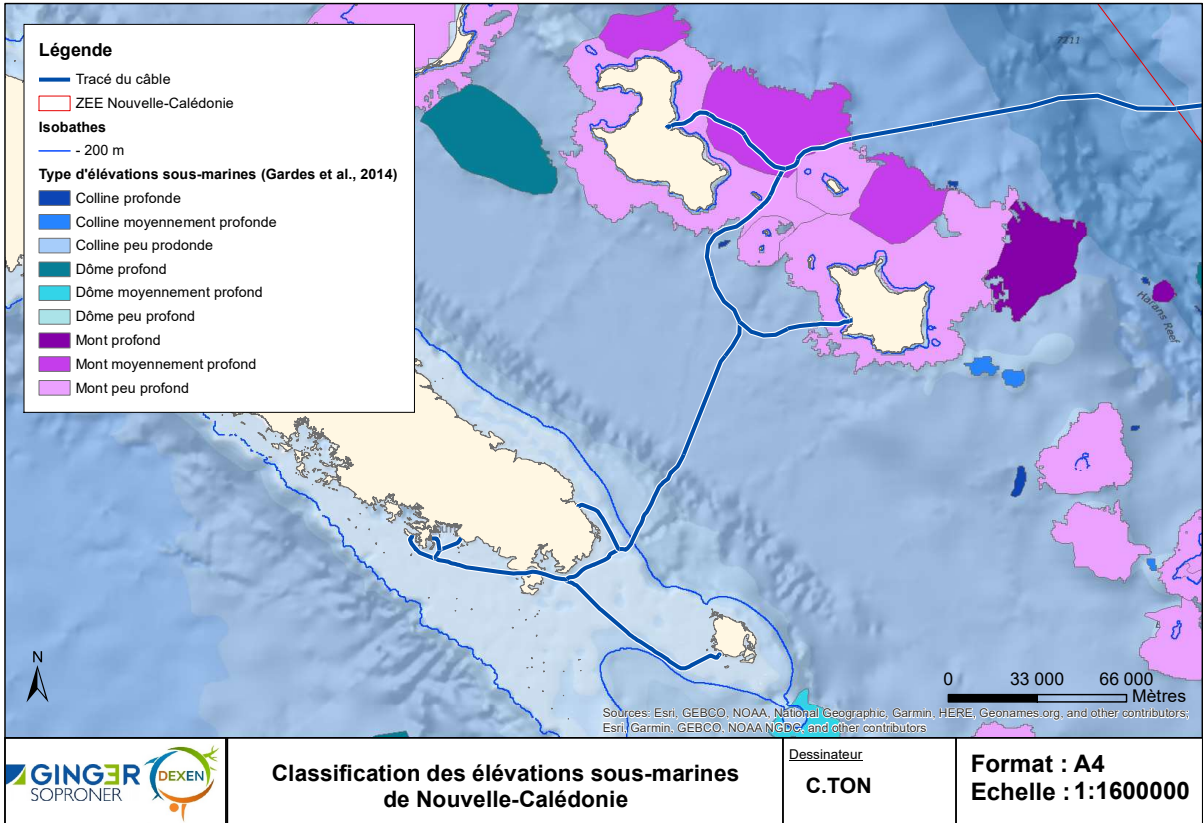 Légende
Tracé du câble
ZEE Nouvelle-Calédonie
Isobathes
- 200 m
Type d'élévations sous-marines (Gardes et al., 2014)
Colline profonde
Colline moyennement profonde
Colline peu prodonde
Dôme profond
Dôme moyennement profond
Dôme peu profond
Mont profond
Mont moyennement profond
Mont peu profond
7711
Harans Reef
N
0 33 000 66 000
Mètres
Sources: Esri, GEBCO, NOAA, National Geographic, Garmin, HERE, Geonames.org, and other contributors;
Esri, Garmin, GEBCO, NOAA NGDC, and other contributors
GINGER
SOPRONER
DEXEN
Classification des élévations sous-marines
de Nouvelle-Calédonie
Dessinateur
C.TON
Format : A4
Echelle : 1:1600000